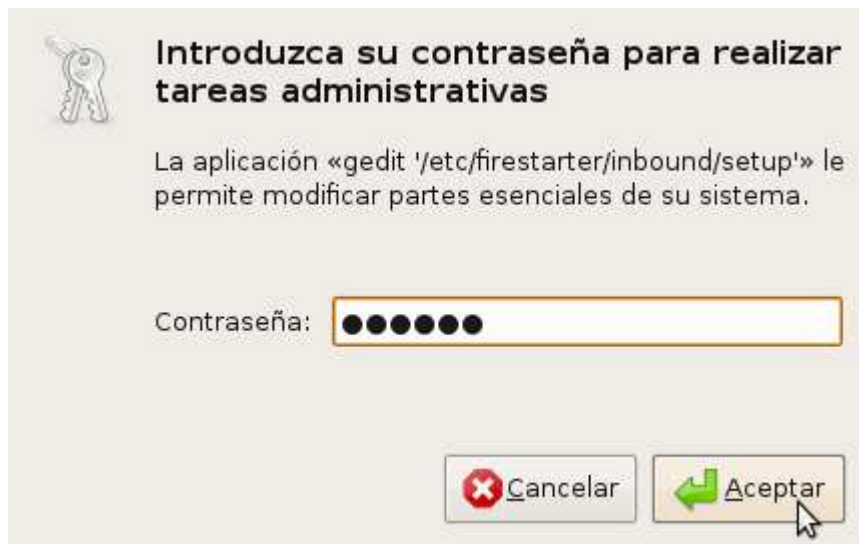 Introduzca su contraseña para realizar
tareas administrativas
La aplicación «gedit '/etc/firestarter/inbound/setup'» le
permite modificar partes esenciales de su sistema.
Contraseña: ●●●●●●
Cancelar
Aceptar